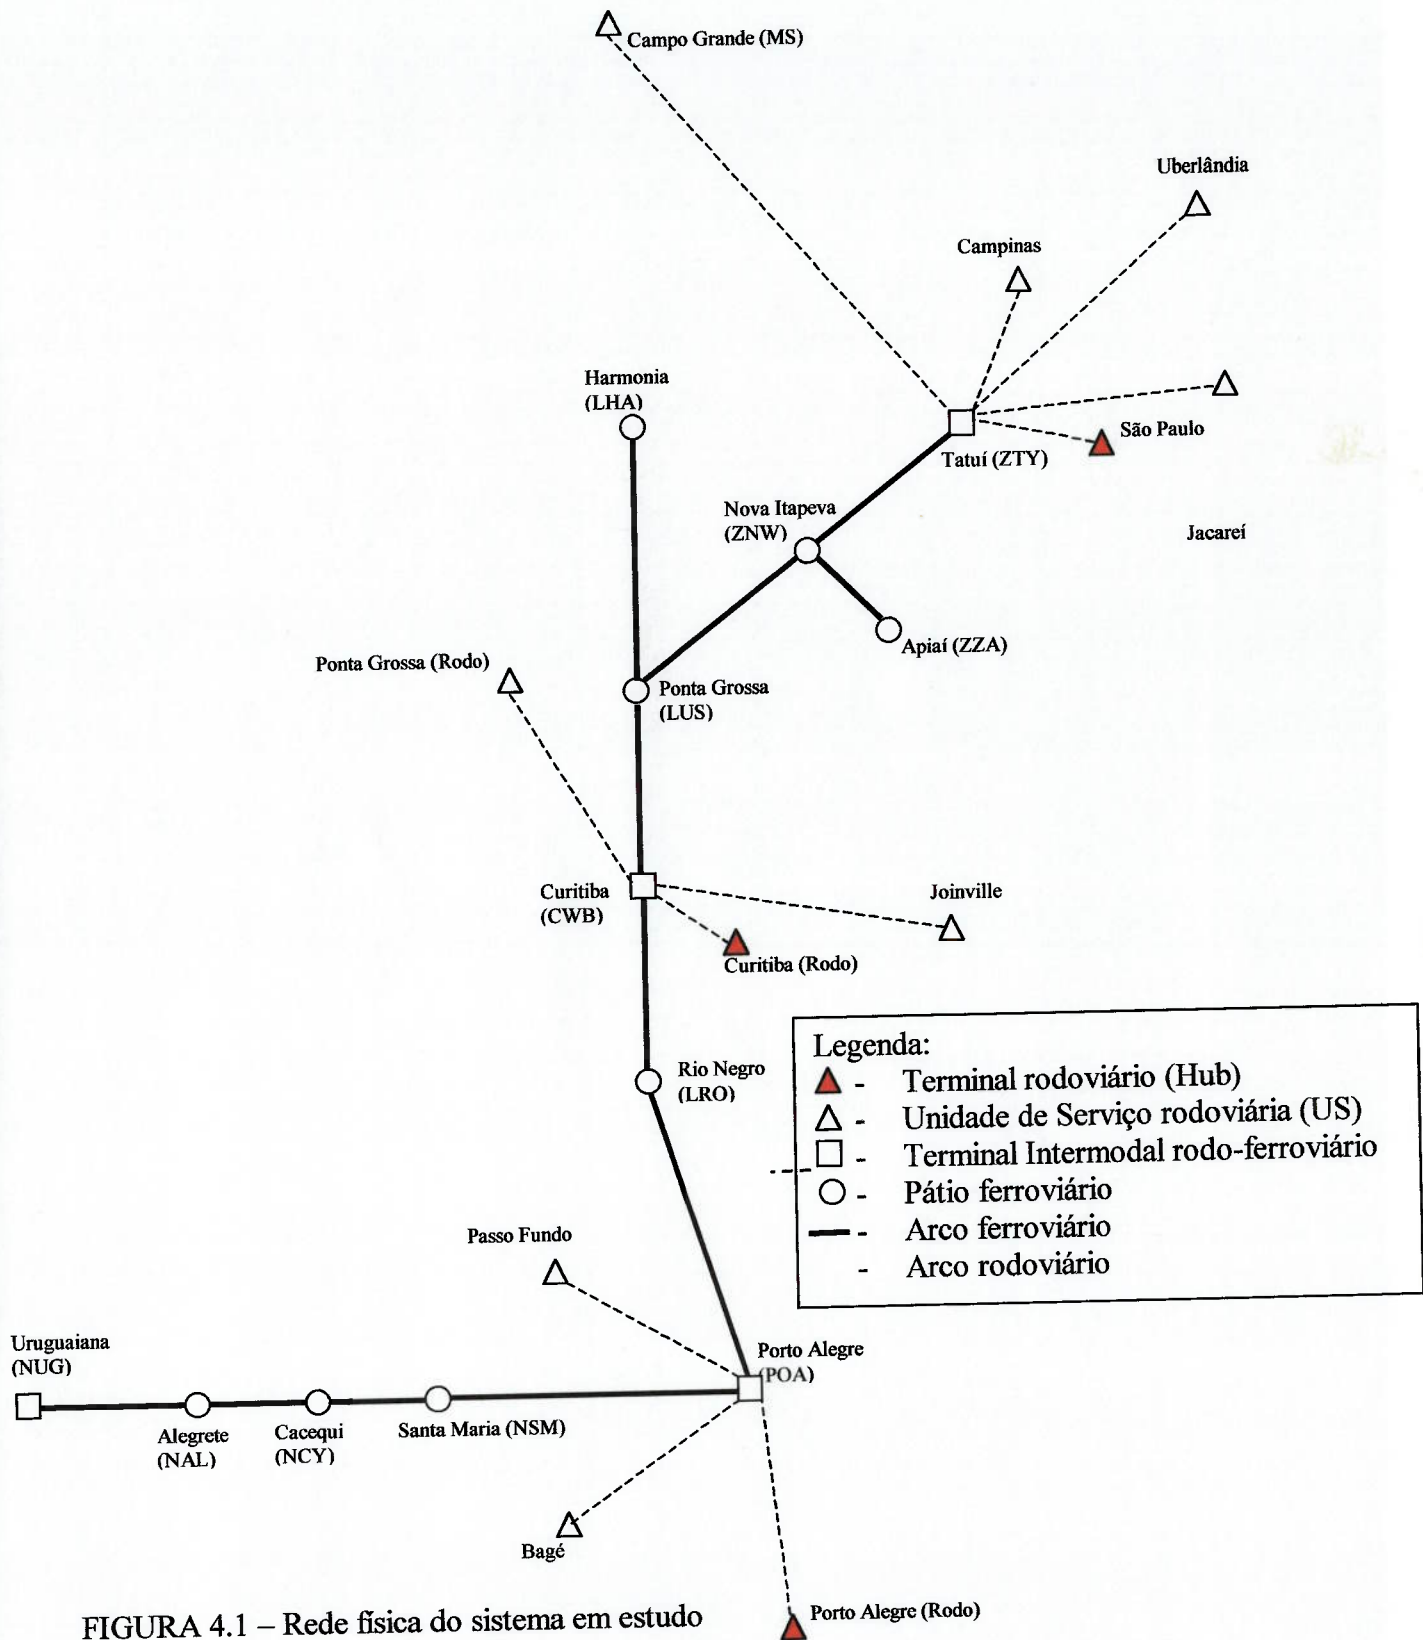 Campo Grande (MS)
Uberlândia
Campinas
Harmonia
(LHA)
São Paulo
Tatuí (ZTY)
Nova Itapeva
(ZNW)
Jacareí
Apiaí (ZZA)
Ponta Grossa (Rodo)
Ponta Grossa
(LUS)
Curitiba
(CWB)
Joinville
Curitiba (Rodo)
Legenda:
- Terminal rodoviário (Hub)
- Unidade de Serviço rodoviária (US)
- Terminal Intermodal rodo-ferroviário
- Pátio ferroviário
- Arco ferroviário
- Arco rodoviário
Rio Negro
(LRO)
Passo Fundo
Uruguaiana
(NUG)
Porto Alegre
(POA)
Alegrete
(NAL)
Cacequi
(NCY)
Santa Maria (NSM)
Bagé
Porto Alegre (Rodo)
FIGURA 4.1 – Rede física do sistema em estudo